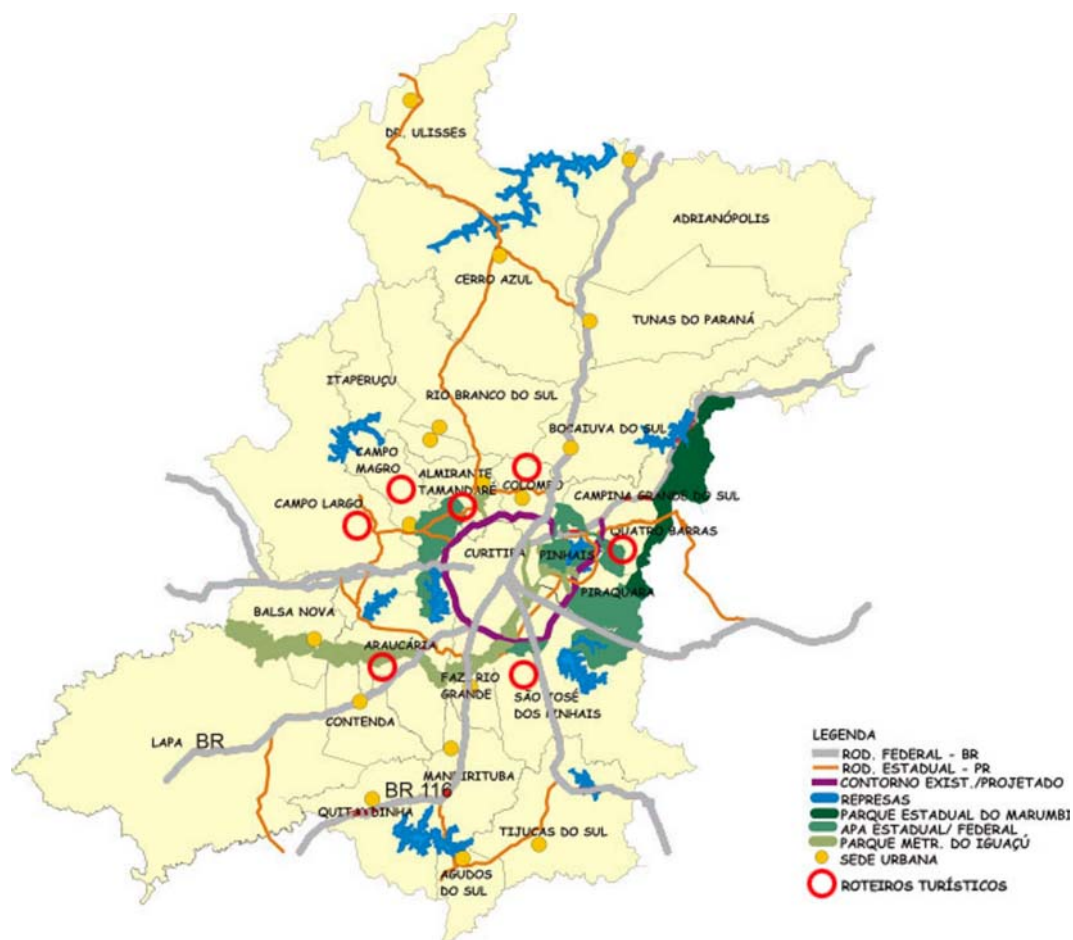 DR. ULISSES
ADRIANÓPOLIS
CERRO AZUL
TUNAS DO PARANÁ
ITAPERUÇU
RIO BRANCO DO SUL
BOCAIUVA DO SUL
CAMPO
MAGRO
ALMIRANTE
TAMANDARÉ
COLOMBO
CAMPINA GRANDE DO SUL
CAMPO LARGO
QUATRO BARRAS
CURITIBA
PINHAIS
PIRAQUARA
BALSA NOVA
ARAUCÁRIA
FAZ. RIO
GRANDE
SÃO JOSÉ
DOS PINHAIS
CONTENDA
LAPA
BR
MANDIRITUBA
BR 116
QUITANDINHA
TIJUCAS DO SUL
AGUDOS
DO SUL
LEGENDA
ROD. FEDERAL - BR
ROD. ESTADUAL - PR
CONTORNO EXIST./PROJETADO
REPRESAS
PARQUE ESTADUAL DO MARUMBI
APA ESTADUAL/ FEDERAL
PARQUE METR. DO IGUAÇÚ
SEDE URBANA
ROTEIROS TURÍSTICOS